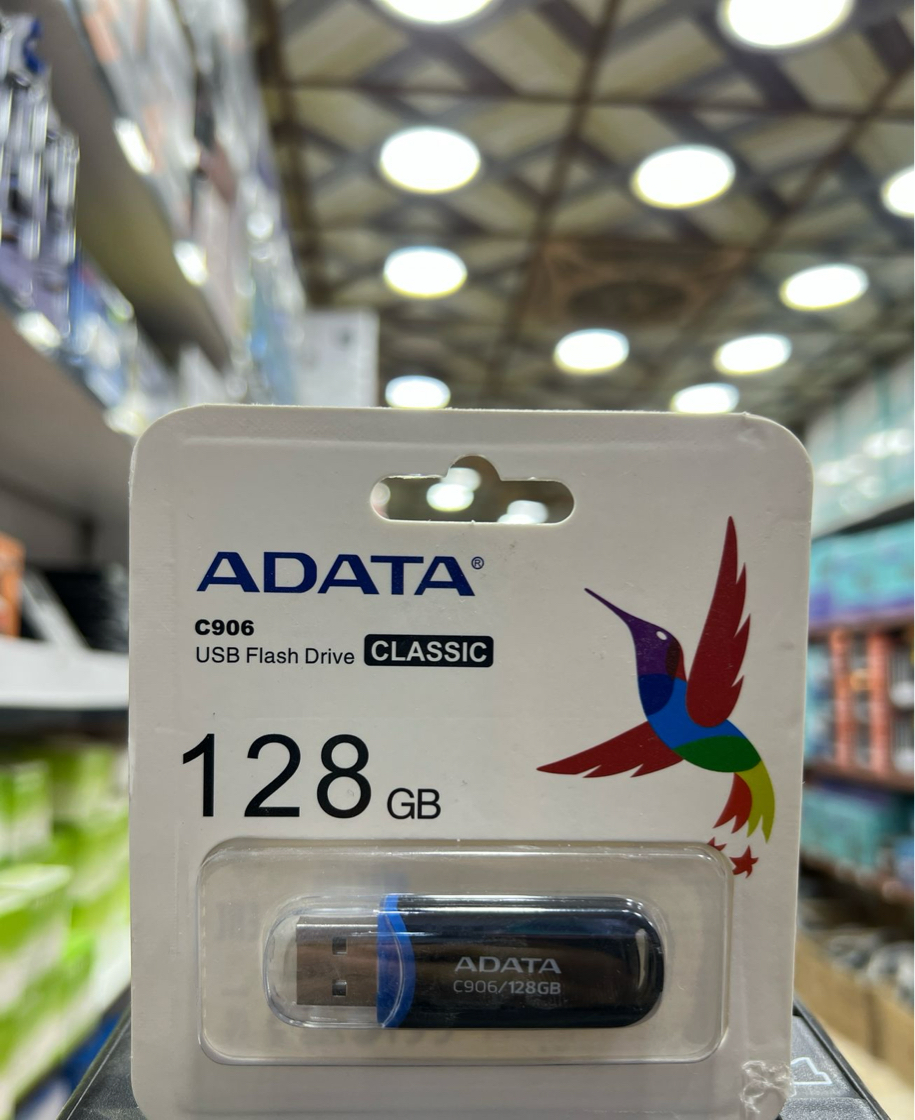 ADATA®
C906
USB Flash Drive CLASSIC
128 GB
ADATA
C906/128GB